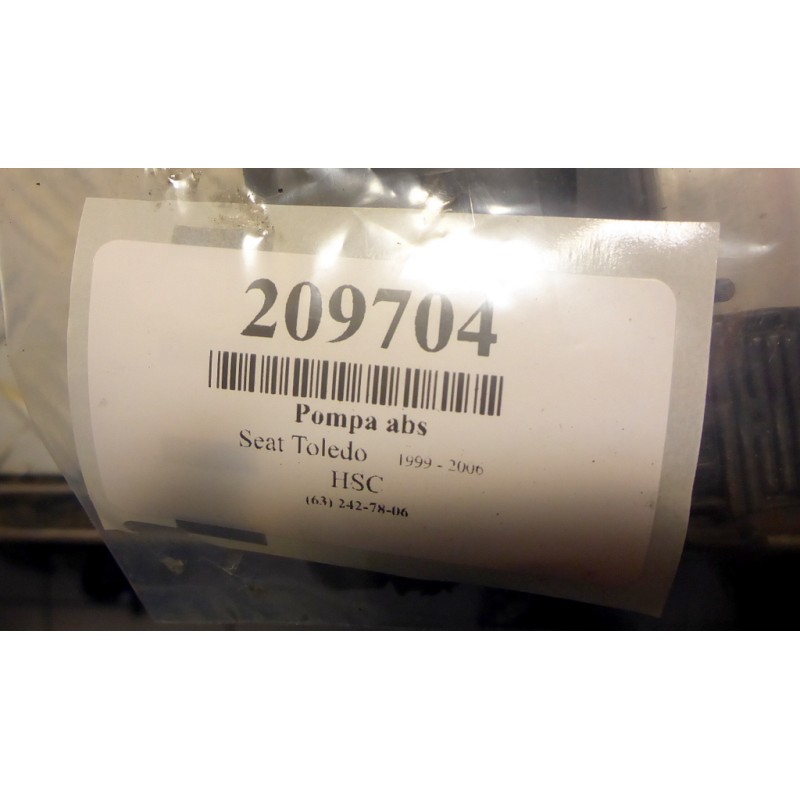 209704
Pompa abs
Seat Toledo 1999 - 2006
HSC
(63) 242-78-06